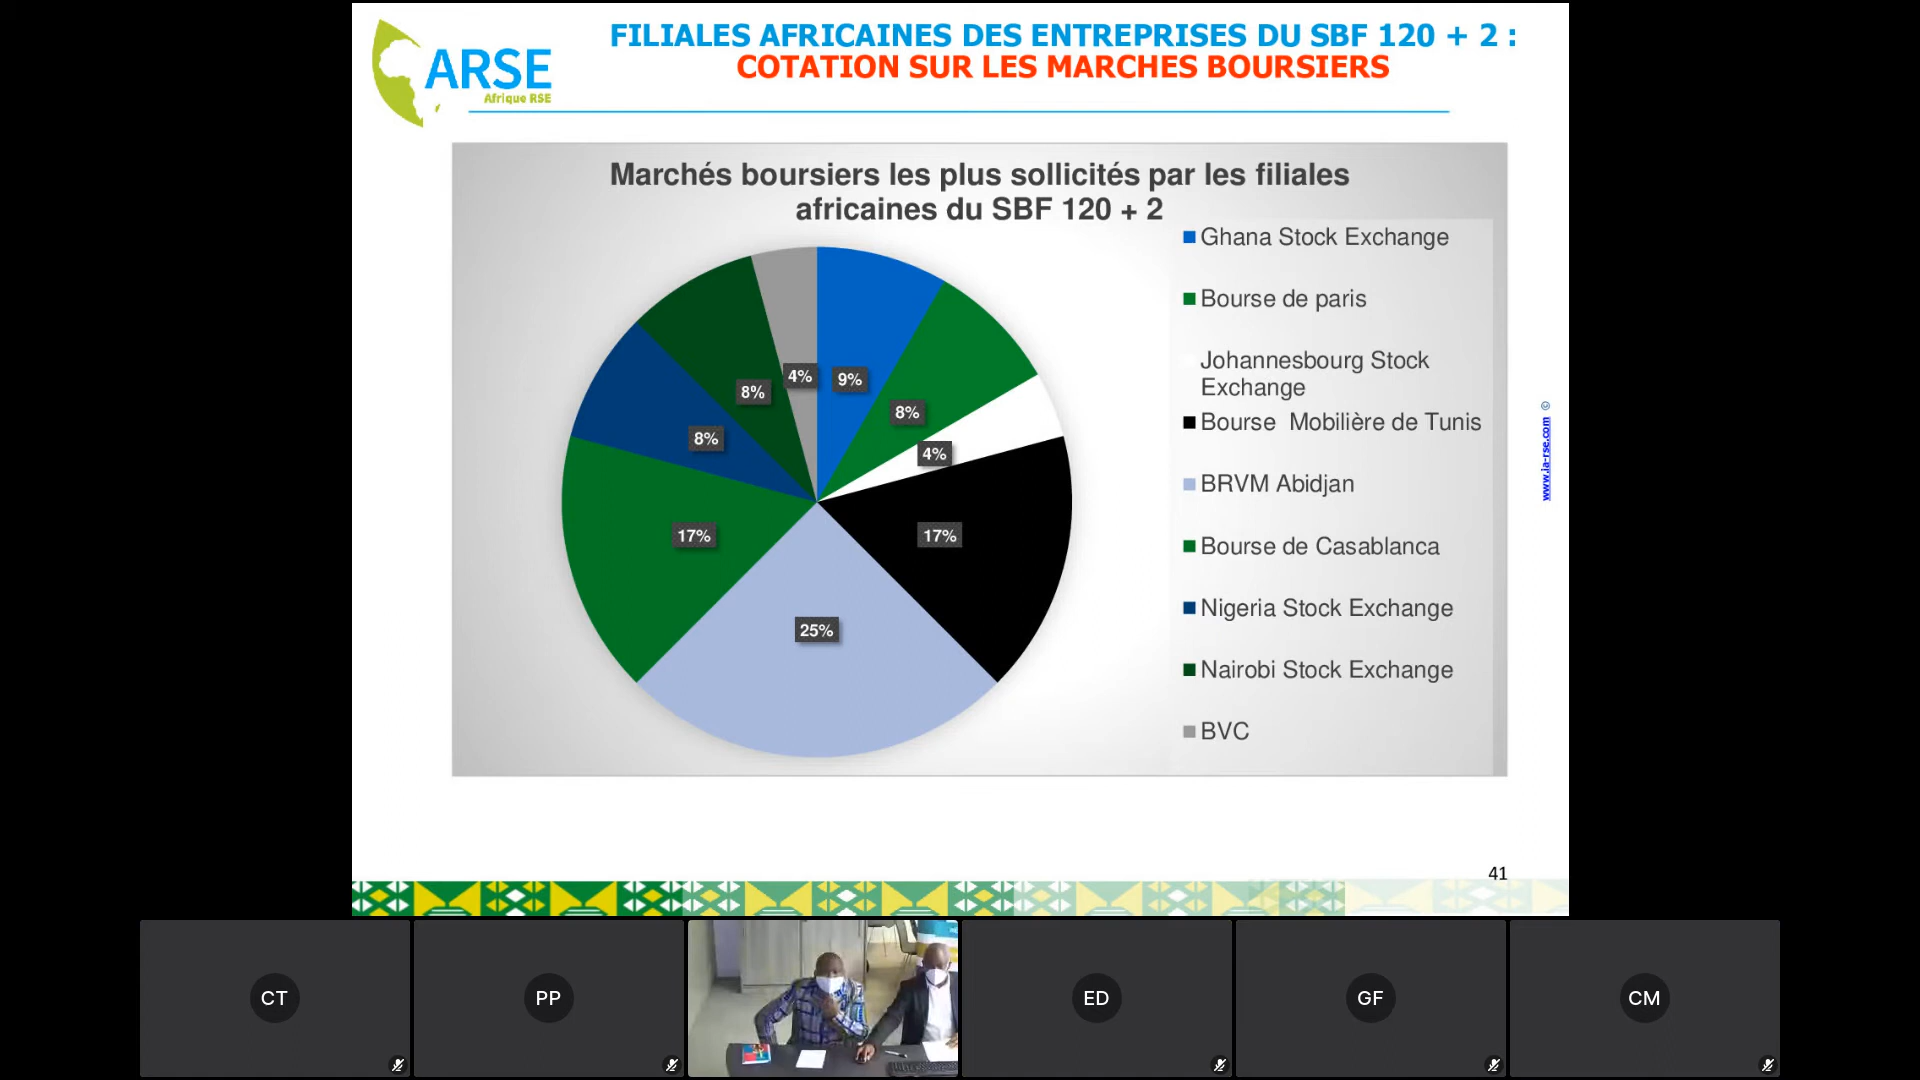 ARSE
Afrique RSE
FILIALES AFRICAINES DES ENTREPRISES DU SBF 120 + 2 :
COTATION SUR LES MARCHES BOURSIERS
Marchés boursiers les plus sollicités par les filiales
africaines du SBF 120 + 2
Ghana Stock Exchange
Bourse de paris
Johannesbourg Stock
Exchange
Bourse  Mobilière de Tunis
BRVM Abidjan
Bourse de Casablanca
Nigeria Stock Exchange
Nairobi Stock Exchange
BVC
9%
8%
4%
17%
25%
17%
8%
8%
4%
www.ia-rse.com ©
41
CT
PP
ED
GF
CM